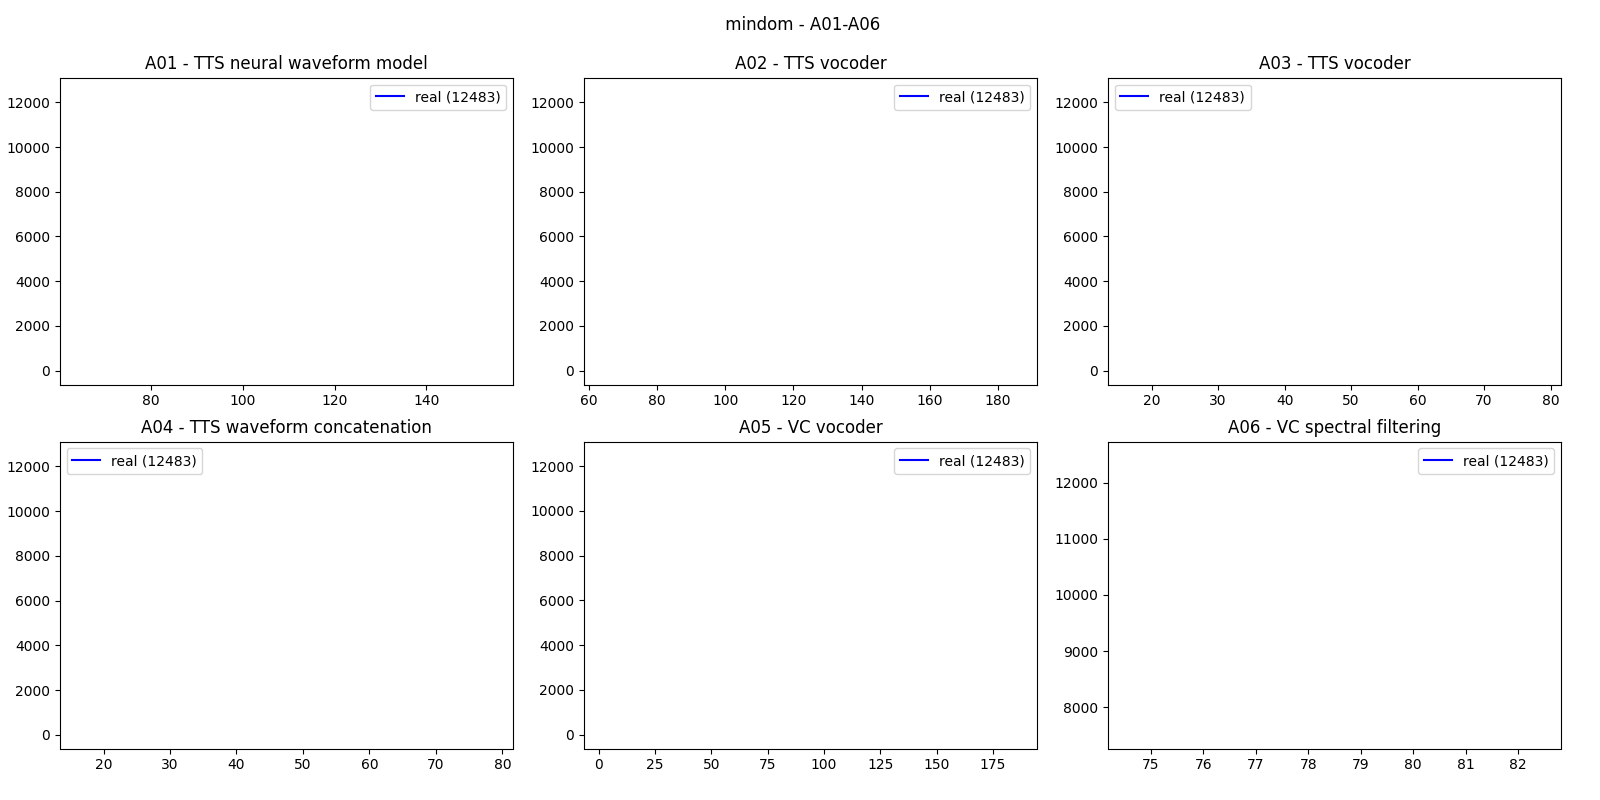 mindom - A01-A06
A01 - TTS neural waveform model
real (12483)
12000
10000
8000
6000
4000
2000
0
80 100 120 140
A02 - TTS vocoder
real (12483)
12000
10000
8000
6000
4000
2000
0
60 80 100 120 140 160 180
A03 - TTS vocoder
real (12483)
12000
10000
8000
6000
4000
2000
0
20 30 40 50 60 70 80
A04 - TTS waveform concatenation
real (12483)
12000
10000
8000
6000
4000
2000
0
20 30 40 50 60 70 80
A05 - VC vocoder
real (12483)
12000
10000
8000
6000
4000
2000
0
0 25 50 75 100 125 150 175
A06 - VC spectral filtering
real (12483)
12000
11000
10000
9000
8000
75 76 77 78 79 80 81 82